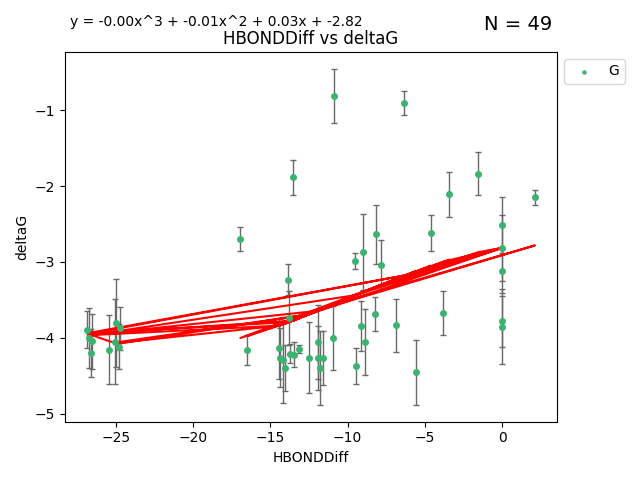 y = -0.00x^3 + -0.01x^2 + 0.03x + -2.82
N = 49
HBONDDiff vs deltaG
G
deltaG
−1
−2
−3
−4
−5
−25
−20
−15
−10
−5
0
HBONDDiff